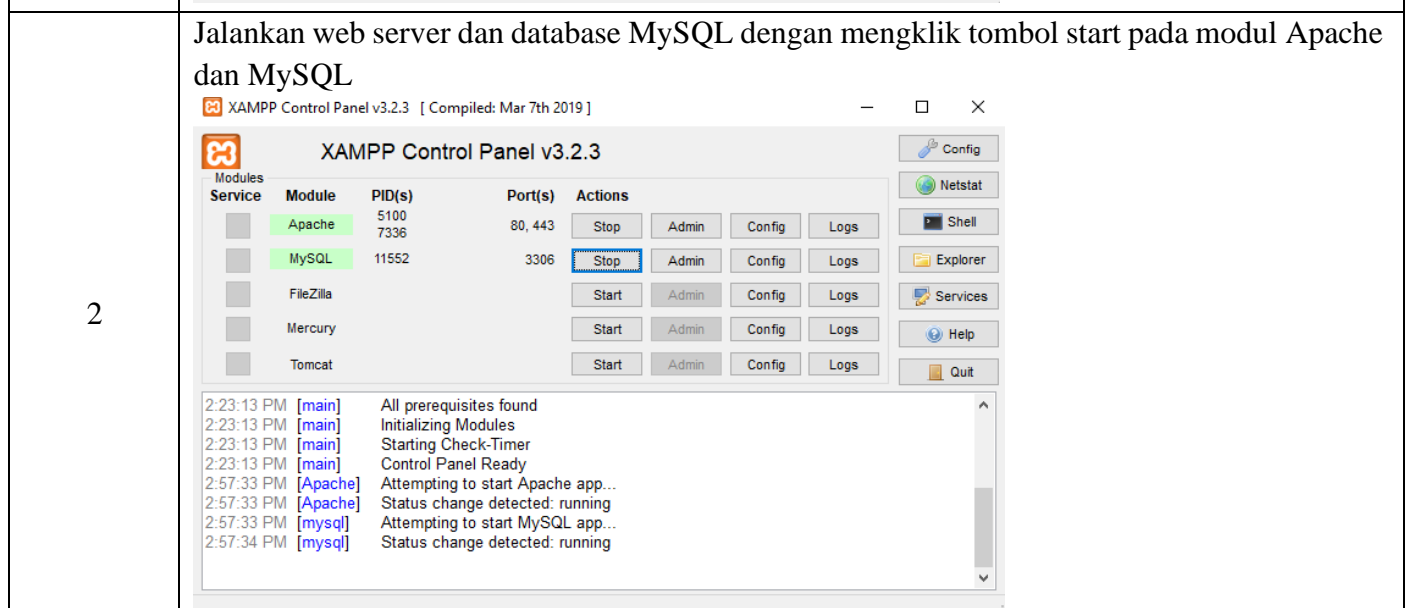 Jalankan web server dan database MySQL dengan mengklik tombol start pada modul Apache
dan MySQL
XAMPP Control Panel v3.2.3 [ Compiled: Mar 7th 2019 ]
XAMPP Control Panel v3.2.3
Config
Modules
Netstat
Service Module PID(s) Port(s) Actions
Apache 5100 7336 80, 443 Stop Admin Config Logs
Shell
MySQL 11552 3306 Stop Admin Config Logs
Explorer
FileZilla Start Admin Config Logs
Services
2
Mercury Start Admin Config Logs
Help
Tomcat Start Admin Config Logs
Quit
2:23:13 PM [main] All prerequisites found
2:23:13 PM [main] Initializing Modules
2:23:13 PM [main] Starting Check-Timer
2:23:13 PM [main] Control Panel Ready
2:57:33 PM [Apache] Attempting to start Apache app...
2:57:33 PM [Apache] Status change detected: running
2:57:33 PM [mysql] Attempting to start MySQL app...
2:57:34 PM [mysql] Status change detected: running